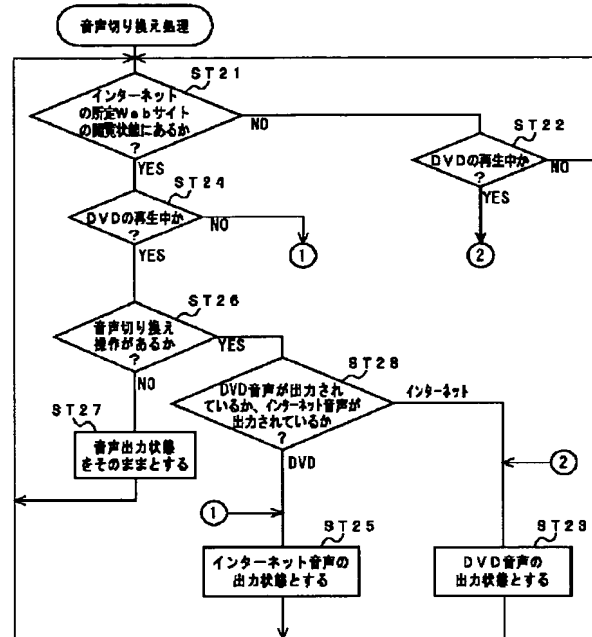 音声切り換え処理
ST21
インターネット
の所定Webサイト
の閲覧状態にあるか
?
NO
YES
ST22
DVDの再生中か
?
NO
YES
②
ST24
DVDの再生中か
?
NO
YES
①
ST26
音声切り換え
操作があるか
?
YES
NO
ST28
DVD音声が出力され
ているか、インターネット音声が
出力されているか
?
インターネット
DVD
ST27
音声出力状態
をそのままとする
②
①
ST25
インターネット音声の
出力状態とする
ST23
DVD音声の
出力状態とする